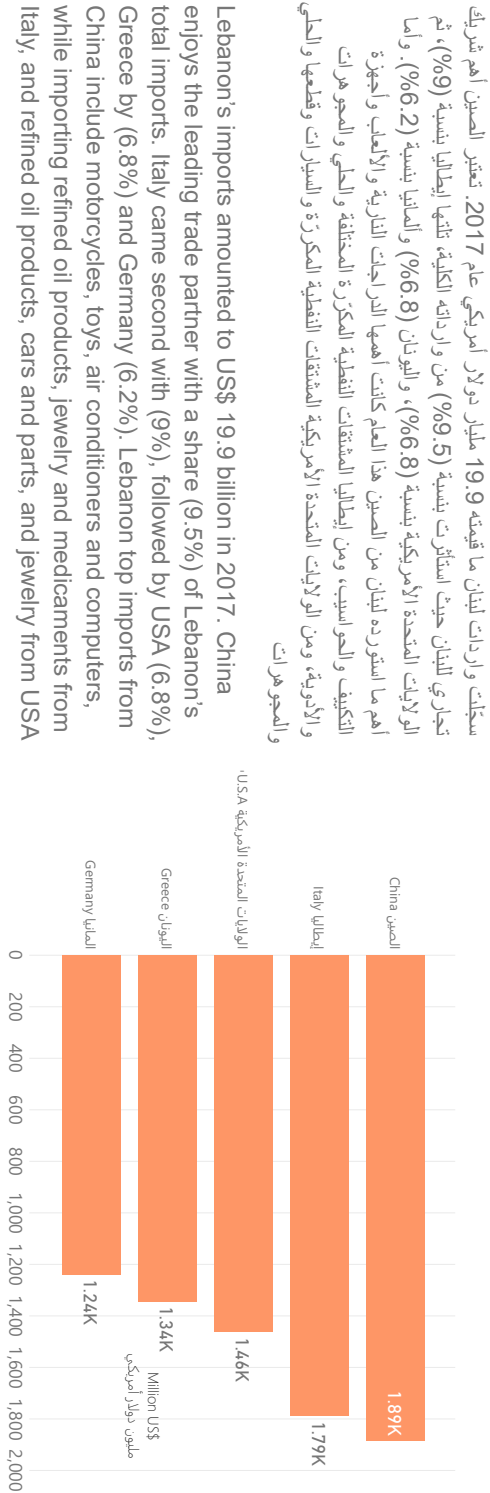 سجّلت واردات لبنان ما قيمته 19.9 مليار دولار أمريكي عام 2017. تعتبر الصين أهم شريك
تجاري للبنان حيث استأثرت بنسبة (9.5%) من وارداته الكلية، تلتها إيطاليا بنسبة (9%)، ثم
الولايات المتحدة الأمريكية بنسبة (6.8%)، واليونان (6.8%) وألمانيا بنسبة (6.2%). وأما
أهم ما استورده لبنان من الصين هذا العام كانت أهمها الدراجات النارية والألعاب وأجهزة
التكييف والحواسيب، ومن إيطاليا المشتقات النفطية المكرّرة المختلفة والحلي والمجوهرات
والأدوية، ومن الولايات المتحدة الأمريكية المشتقات النفطية المكررّة والسيارات وقطعها والحلي
والمجوهرات
Lebanon's imports amounted to US$ 19.9 billion in 2017. China
enjoys the leading trade partner with a share (9.5%) of Lebanon's
total imports. Italy came second with (9%), followed by USA (6.8%),
Greece by (6.8%) and Germany (6.2%). Lebanon top imports from
China include motorcycles, toys, air conditioners and computers,
while importing refined oil products, jewelry and medicaments from
Italy, and refined oil products, cars and parts, and jewelry from USA
الصين China
1.89K
إيطاليا Italy
1.79K
الولايات المتحدة الأمريكية U.S.A
1.46K
اليونان Greece
1.34K
المانيا Germany
1.24K
Million US$
مليون دولار أمريكي
0 200 400 600 800 1,000 1,200 1,400 1,600 1,800 2,000